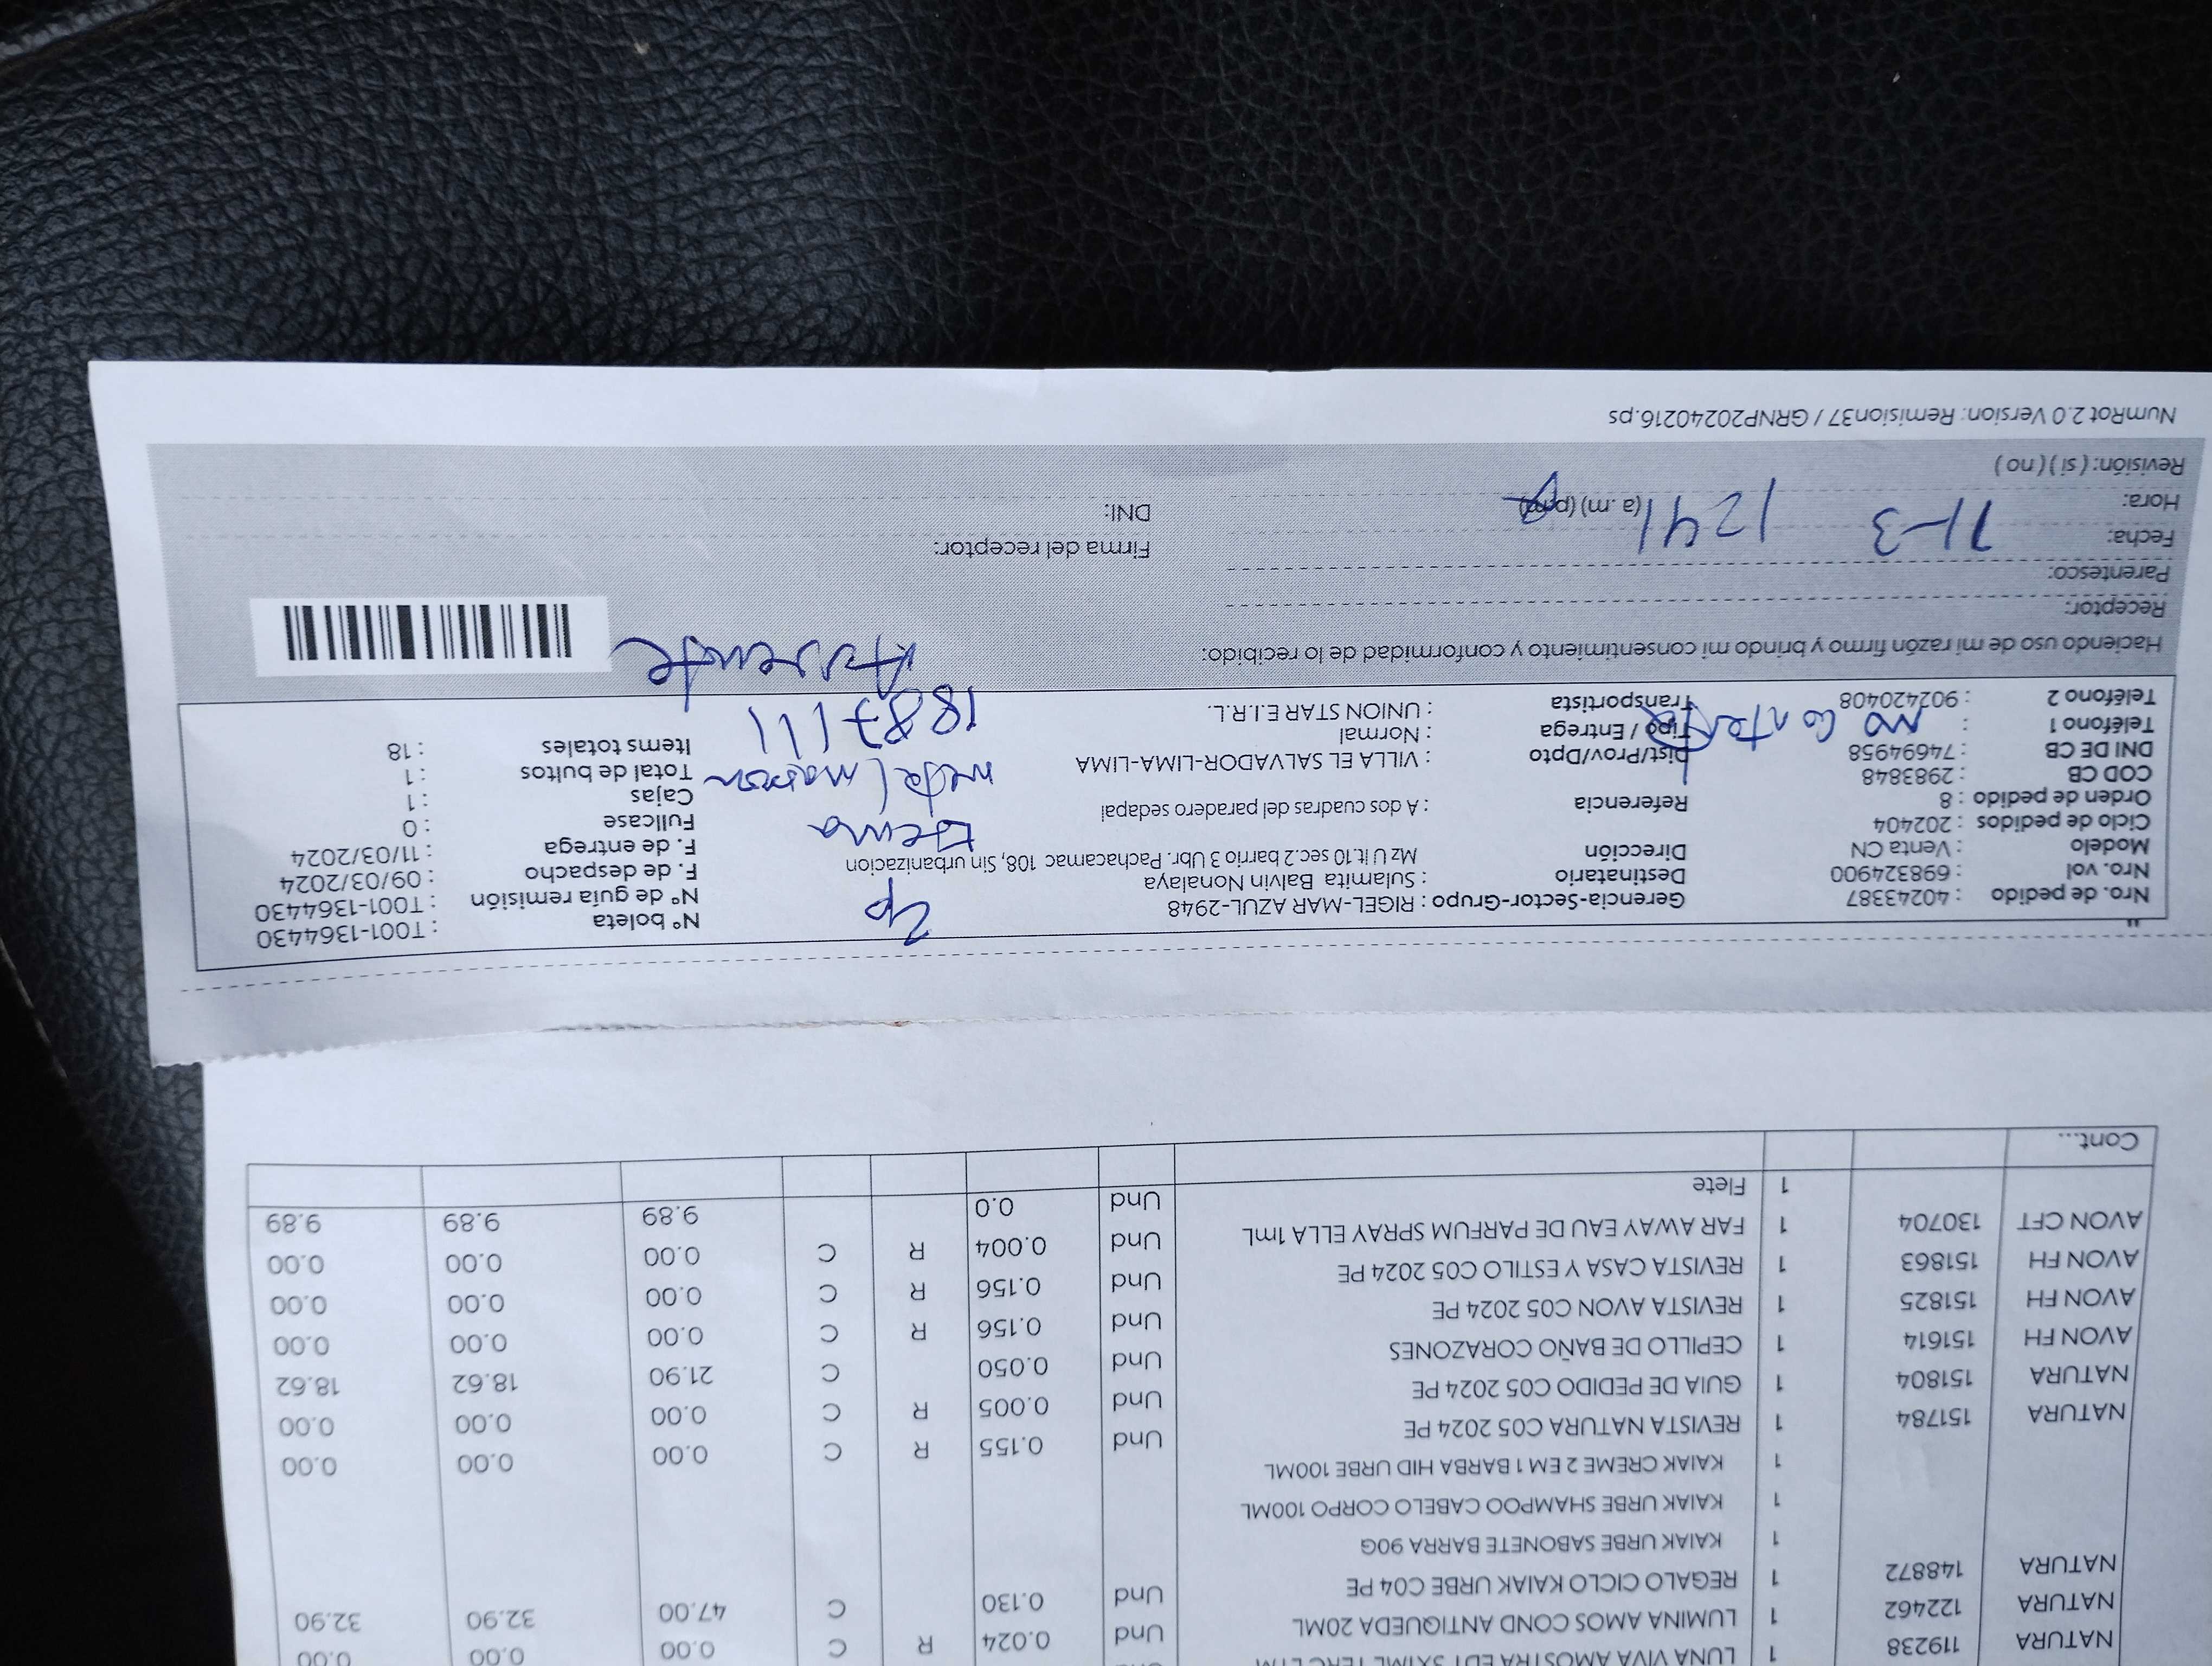 NATURA 119238 1 LUNA VIVA AMOSTRA EDT Und
NATURA 122462 1 LUMINA AMOS COND ANTIQUEDA 20ML Und 0.024 R C 0.00 0.00 0.00
NATURA 148872 1 REGALO CICLO KAIAK URBE C04 PE Und 0.130 C 47.00 32.90 32.90
1 KAIAK URBE SABONETE BARRA 90G
1 KAIAK URBE SHAMPOO CABELO CORPO 100ML
1 KAIAK CREME 2 EM 1 BARBA HID URBE 100ML
NATURA 151784 1 REVISTA NATURA C05 2024 PE Und 0.155 R C 0.00 0.00 0.00
NATURA 151804 1 GUIA DE PEDIDO C05 2024 PE Und 0.005 R C 0.00 0.00 0.00
AVON FH 151614 1 CEPILLO DE BAÑO CORAZONES Und 0.050 C 21.90 18.62 18.62
AVON FH 151825 1 REVISTA AVON C05 2024 PE Und 0.156 R C 0.00 0.00 0.00
AVON FH 151863 1 REVISTA CASA Y ESTILO C05 2024 PE Und 0.156 R C 0.00 0.00 0.00
AVON CFT 130704 1 FAR AWAY EAU DE PARFUM SPRAY ELLA 1mL Und 0.004 R C 0.00 0.00 0.00
1 Flete Und 0.0 9.89 9.89 9.89
Cont...
Nro. de pedido : 40243387
Nro. vol : 698324900
Modelo : Venta CN
Ciclo de pedidos : 202404
Orden de pedido : 8
COD CB : 2983848
DNI DE CB : 74694958
Teléfono 1 :
Teléfono 2 : 902420408
no contesta
Gerencia-Sector-Grupo : RIGEL-MAR AZUL-2948
Destinatario : Sulamita Balvin Nonalaya
Dirección Mz U lt.10 sec.2 barrio 3 Ubr. Pachacamac 108, Sin urbanizacion
Referencia : A dos cuadras del paradero sedapal
Dist/Prov/Dpto : VILLA EL SALVADOR-LIMA-LIMA
Tipo / Entrega : Normal
Transportista : UNION STAR E.I.R.L.
2p
metal marron
1887111
Ausente
Nº boleta : T001-1364430
Nº de guía remisión : T001-1364430
F. de despacho : 09/03/2024
F. de entrega : 11/03/2024
Fullcase : 0
Cajas : 1
Total de bultos : 1
Items totales : 18
Haciendo uso de mi razón firmo y brindo mi consentimiento y conformidad de lo recibido:
Receptor:
Parentesco:
Fecha: 11-3
Hora: 1241 (a .m) (p.m)
Revisión: ( si ) ( no )
Firma del receptor:
DNI:
NumRot 2.0 Version: Remision37 / GRNP20240216.ps